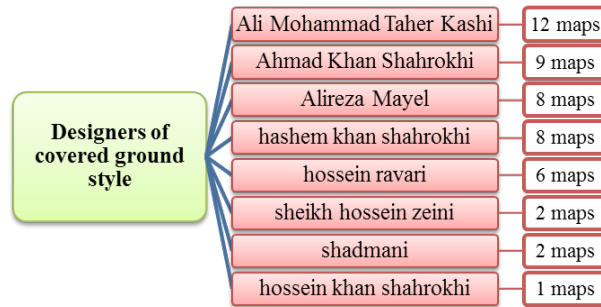 Designers of
covered ground
style
Ali Mohammad Taher Kashi 12 maps
Ahmad Khan Shahrokhi 9 maps
Alireza Mayel 8 maps
hashem khan shahrokhi 8 maps
hossein ravari 6 maps
sheikh hossein zeini 2 maps
shadmani 2 maps
hossein khan shahrokhi 1 maps